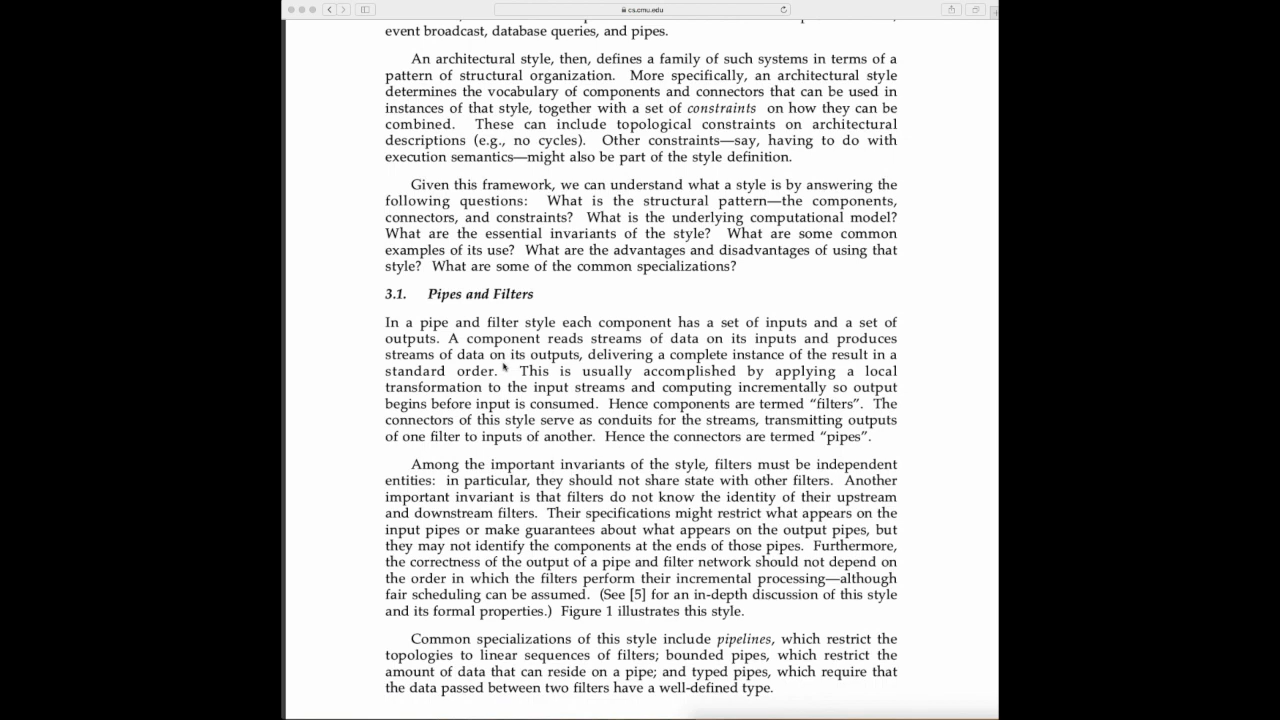 cs.cmu.edu
event broadcast, database queries, and pipes.
An architectural style, then, defines a family of such systems in terms of a
pattern of structural organization. More specifically, an architectural style
determines the vocabulary of components and connectors that can be used in
instances of that style, together with a set of constraints on how they can be
combined. These can include topological constraints on architectural
descriptions (e.g., no cycles). Other constraints—say, having to do with
execution semantics—might also be part of the style definition.
Given this framework, we can understand what a style is by answering the
following questions: What is the structural pattern—the components,
connectors, and constraints? What is the underlying computational model?
What are the essential invariants of the style? What are some common
examples of its use? What are the advantages and disadvantages of using that
style? What are some of the common specializations?
3.1. Pipes and Filters
In a pipe and filter style each component has a set of inputs and a set of
outputs. A component reads streams of data on its inputs and produces
streams of data on its outputs, delivering a complete instance of the result in a
standard order. This is usually accomplished by applying a local
transformation to the input streams and computing incrementally so output
begins before input is consumed. Hence components are termed “filters”. The
connectors of this style serve as conduits for the streams, transmitting outputs
of one filter to inputs of another. Hence the connectors are termed “pipes”.
Among the important invariants of the style, filters must be independent
entities: in particular, they should not share state with other filters. Another
important invariant is that filters do not know the identity of their upstream
and downstream filters. Their specifications might restrict what appears on the
input pipes or make guarantees about what appears on the output pipes, but
they may not identify the components at the ends of those pipes. Furthermore,
the correctness of the output of a pipe and filter network should not depend on
the order in which the filters perform their incremental processing—although
fair scheduling can be assumed. (See [5] for an in-depth discussion of this style
and its formal properties.) Figure 1 illustrates this style.
Common specializations of this style include pipelines, which restrict the
topologies to linear sequences of filters; bounded pipes, which restrict the
amount of data that can reside on a pipe; and typed pipes, which require that
the data passed between two filters have a well-defined type.